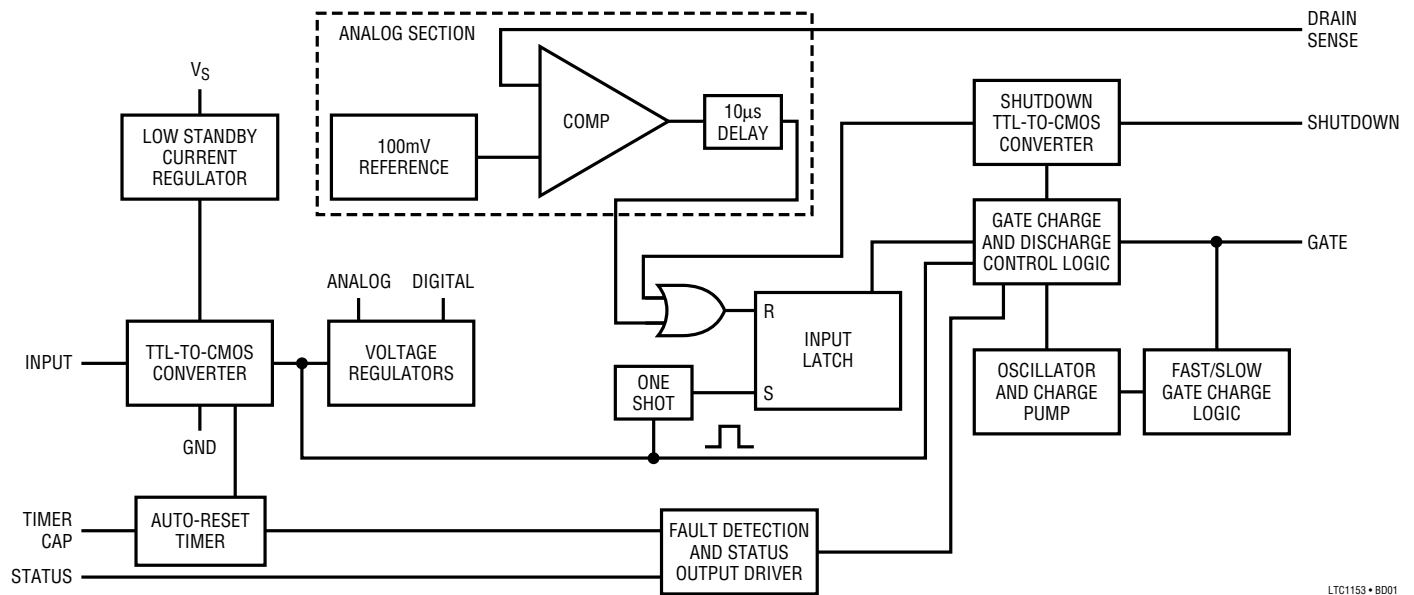 ANALOG SECTION
DRAIN
SENSE
VS
LOW STANDBY
CURRENT
REGULATOR
100mV
REFERENCE
COMP
10µs
DELAY
SHUTDOWN
TTL-TO-CMOS
CONVERTER
SHUTDOWN
GATE CHARGE
AND DISCHARGE
CONTROL LOGIC
GATE
ANALOG
DIGITAL
INPUT
TTL-TO-CMOS
CONVERTER
VOLTAGE
REGULATORS
R
INPUT
LATCH
S
ONE
SHOT
OSCILLATOR
AND CHARGE
PUMP
FAST/SLOW
GATE CHARGE
LOGIC
GND
TIMER
CAP
AUTO-RESET
TIMER
STATUS
FAULT DETECTION
AND STATUS
OUTPUT DRIVER
LTC1153 • BD01